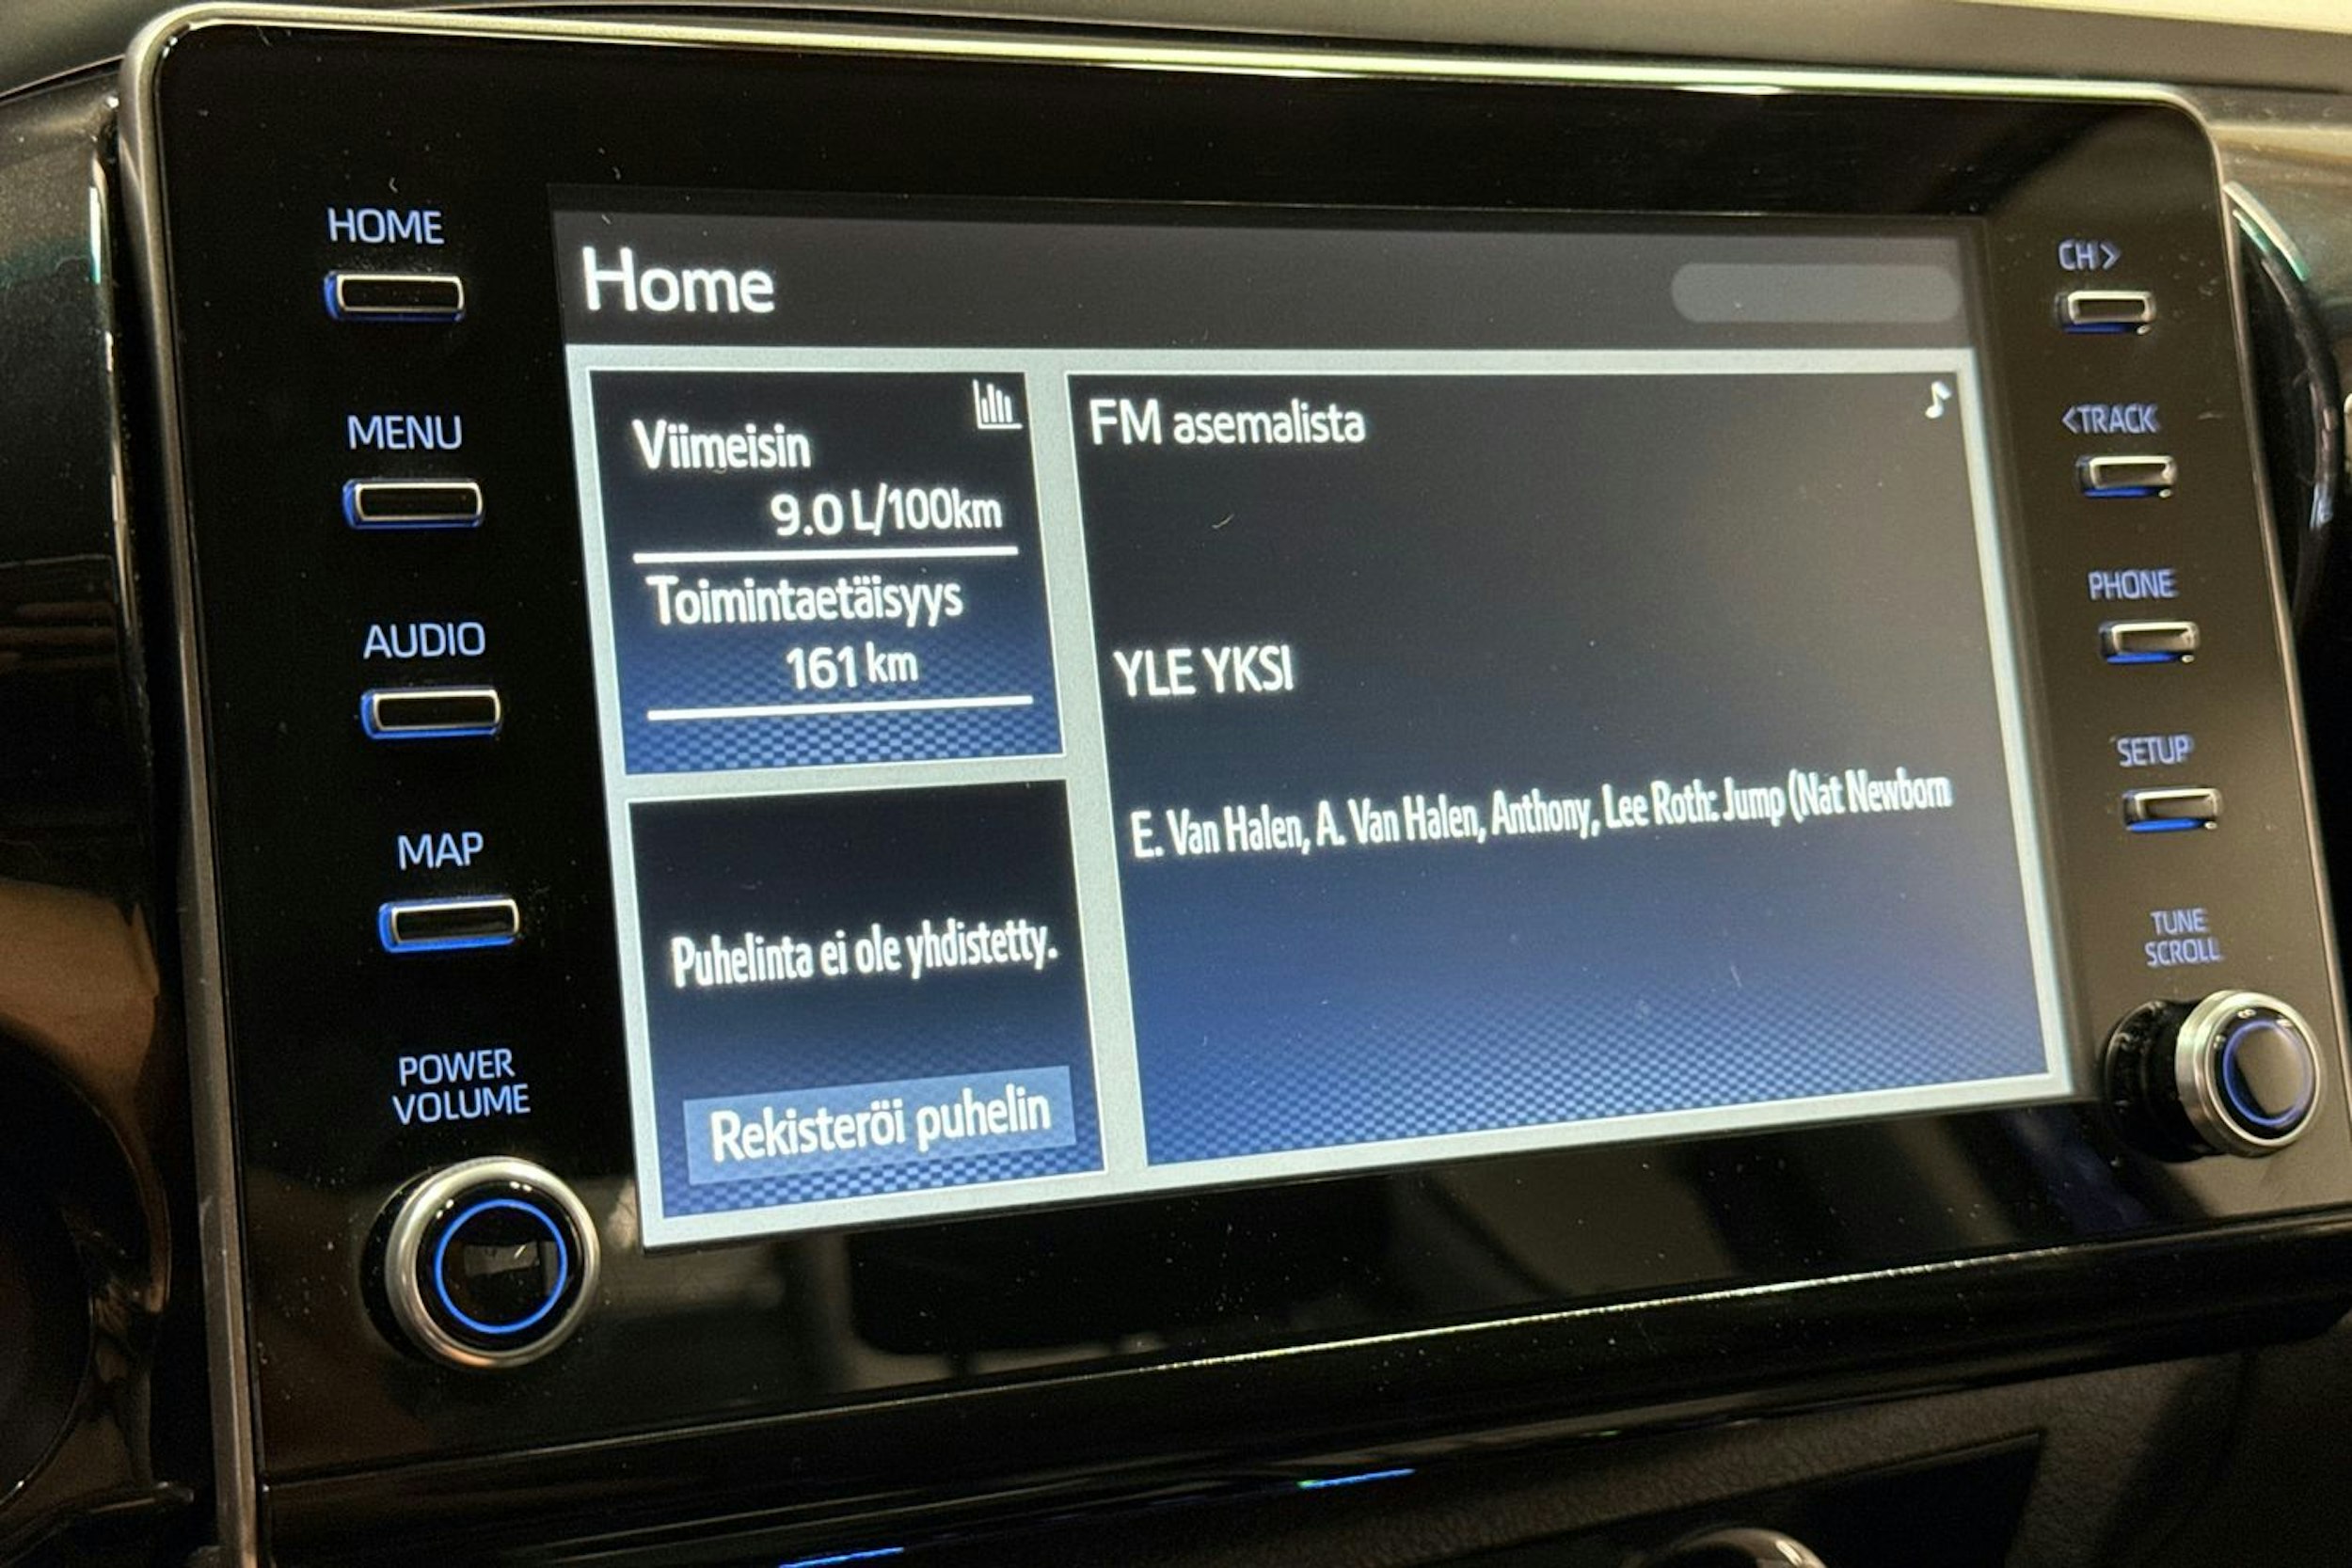 HOME
MENU
AUDIO
MAP
POWER
VOLUME
Home
Viimeisin
9.0 L/100km
Toimintaetäisyys
161 km
Puhelinta ei ole yhdistetty.
Rekisteröi puhelin
FM asemalista
YLE YKSI
E. Van Halen, A. Van Halen, Anthony, Lee Roth: Jump (Nat Newborn
CH >
< TRACK
PHONE
SETUP
TUNE
SCROLL